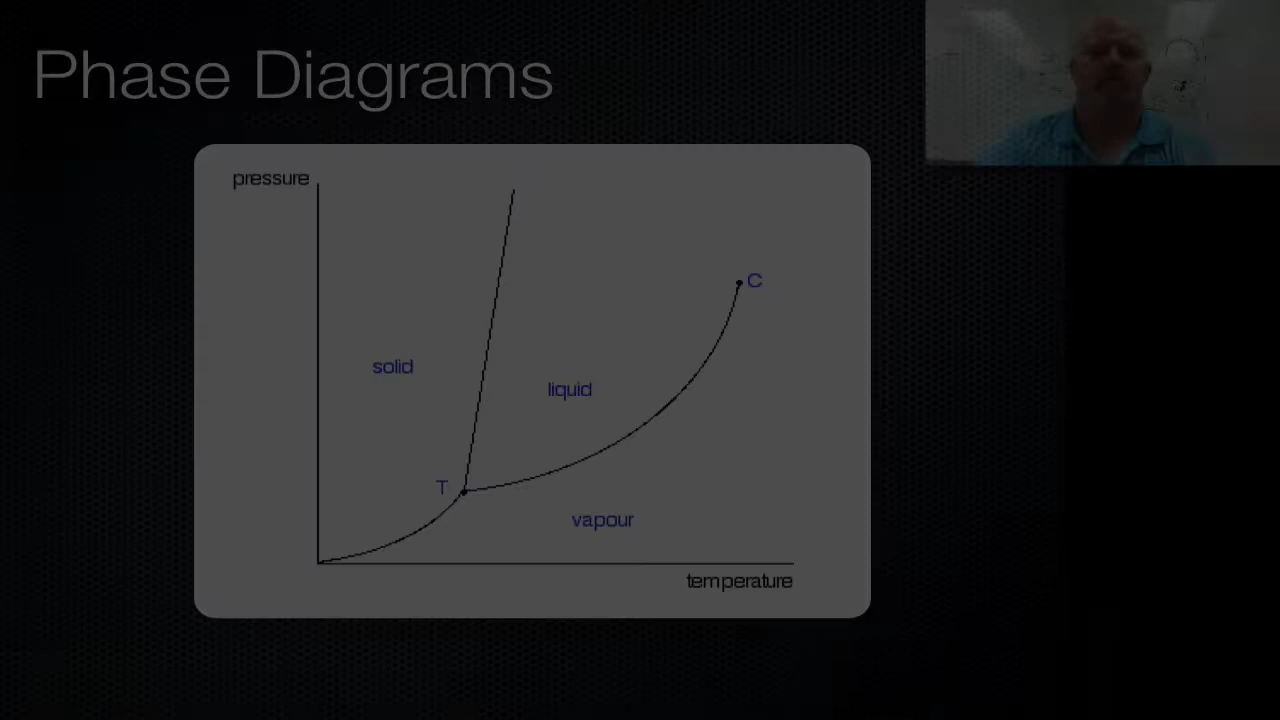 Phase Diagrams
pressure
C
solid
liquid
T
vapour
temperature